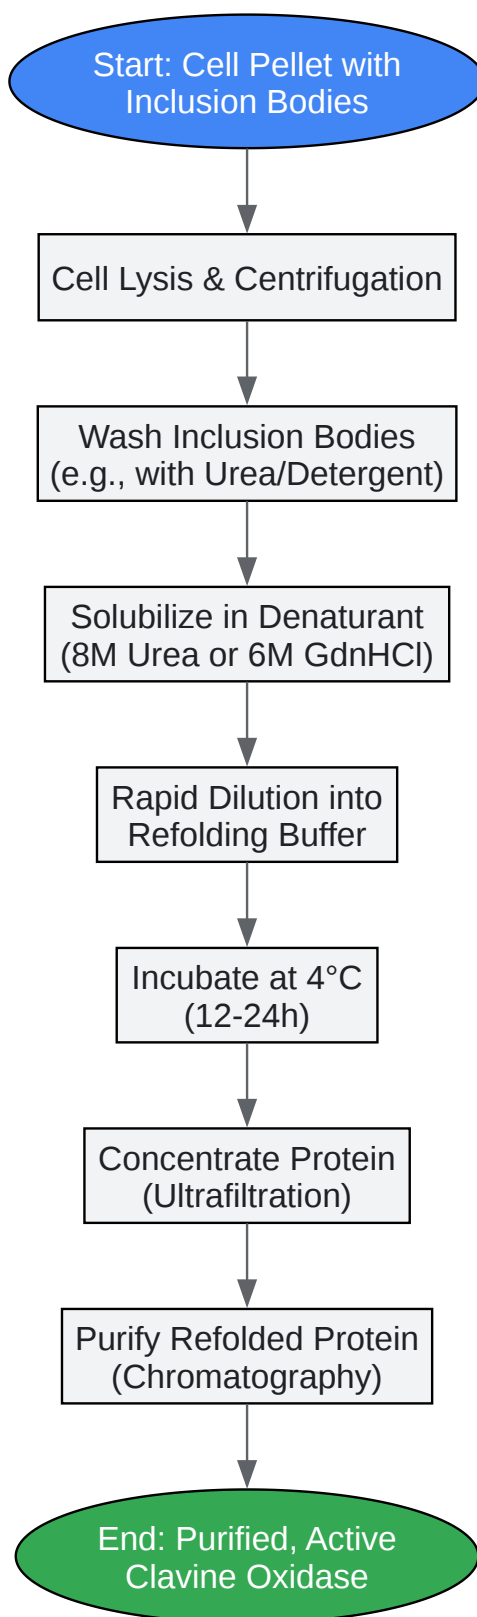 Start: Cell Pellet with
Inclusion Bodies
Cell Lysis & Centrifugation
Wash Inclusion Bodies
(e.g., with Urea/Detergent)
Solubilize in Denaturant
(8M Urea or 6M GdnHCl)
Rapid Dilution into
Refolding Buffer
Incubate at 4°C
(12-24h)
Concentrate Protein
(Ultrafiltration)
Purify Refolded Protein
(Chromatography)
End: Purified, Active
Clavine Oxidase